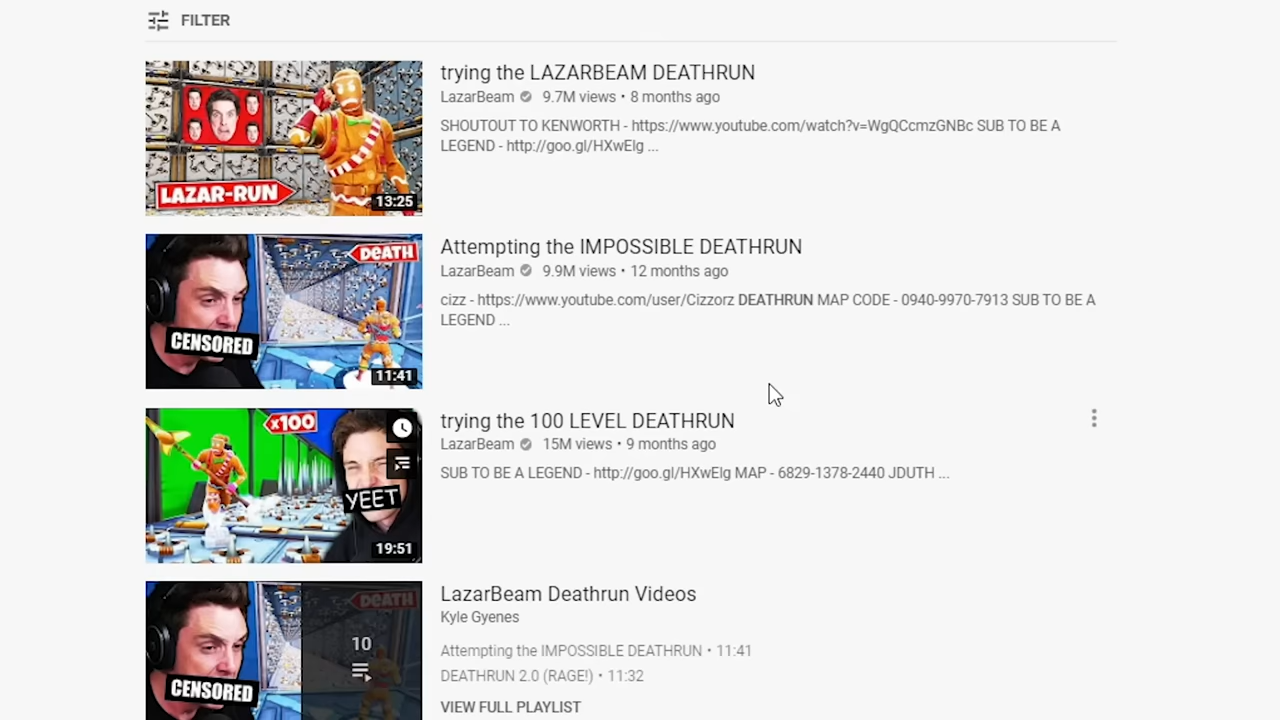 FILTER
LAZAR-RUN
13:25
trying the LAZARBEAM DEATHRUN
LazarBeam 9.7M views • 8 months ago
SHOUTOUT TO KENWORTH - https://www.youtube.com/watch?v=WgQCcmzGNBc SUB TO BE A
LEGEND - http://goo.gl/HXwEIg ...
DEATH
CENSORED
11:41
Attempting the IMPOSSIBLE DEATHRUN
LazarBeam 9.9M views • 12 months ago
cizz - https://www.youtube.com/user/Cizzorz DEATHRUN MAP CODE - 0940-9970-7913 SUB TO BE A
LEGEND ...
x100
YEET
19:51
trying the 100 LEVEL DEATHRUN
LazarBeam 15M views • 9 months ago
SUB TO BE A LEGEND - http://goo.gl/HXwEIg MAP - 6829-1378-2440 JDUTH ...
DEATH
10
CENSORED
LazarBeam Deathrun Videos
Kyle Gyenes
Attempting the IMPOSSIBLE DEATHRUN • 11:41
DEATHRUN 2.0 (RAGE!) • 11:32
VIEW FULL PLAYLIST